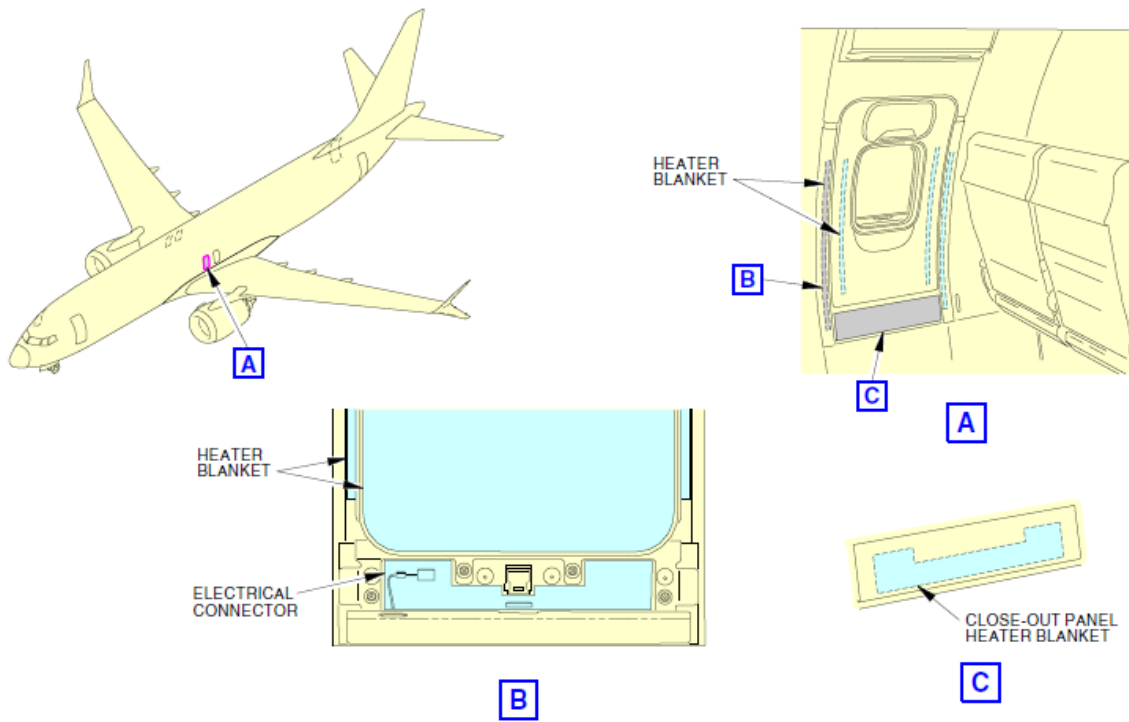 HEATER
BLANKET
B
C
A
A
HEATER
BLANKET
ELECTRICAL
CONNECTOR
B
CLOSE-OUT PANEL
HEATER BLANKET
C